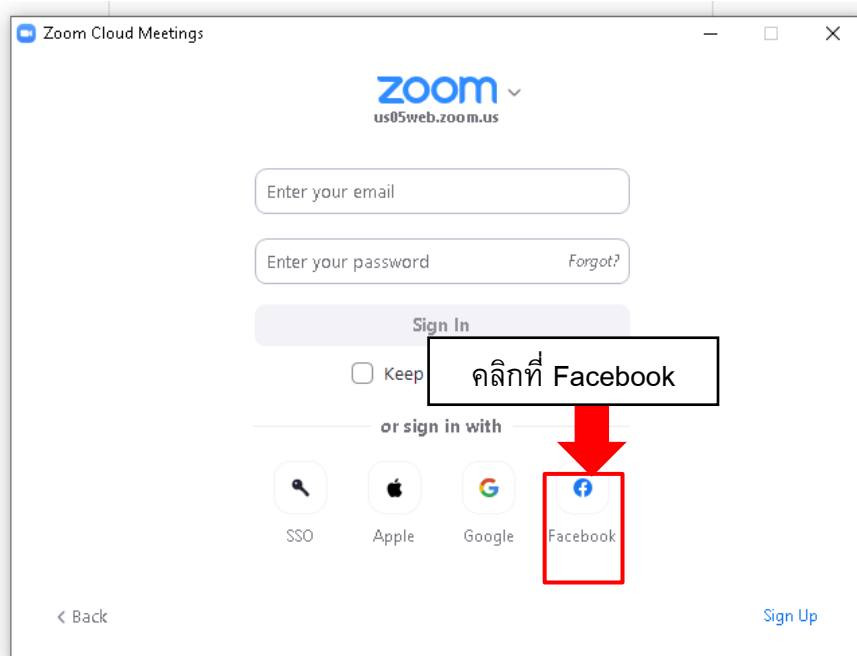 Zoom Cloud Meetings
zoom
us05web.zoom.us
Enter your email
Enter your password Forgot?
Sign In
Keep
คลิกที่ Facebook
or sign in with
SSO Apple Google Facebook
< Back Sign Up